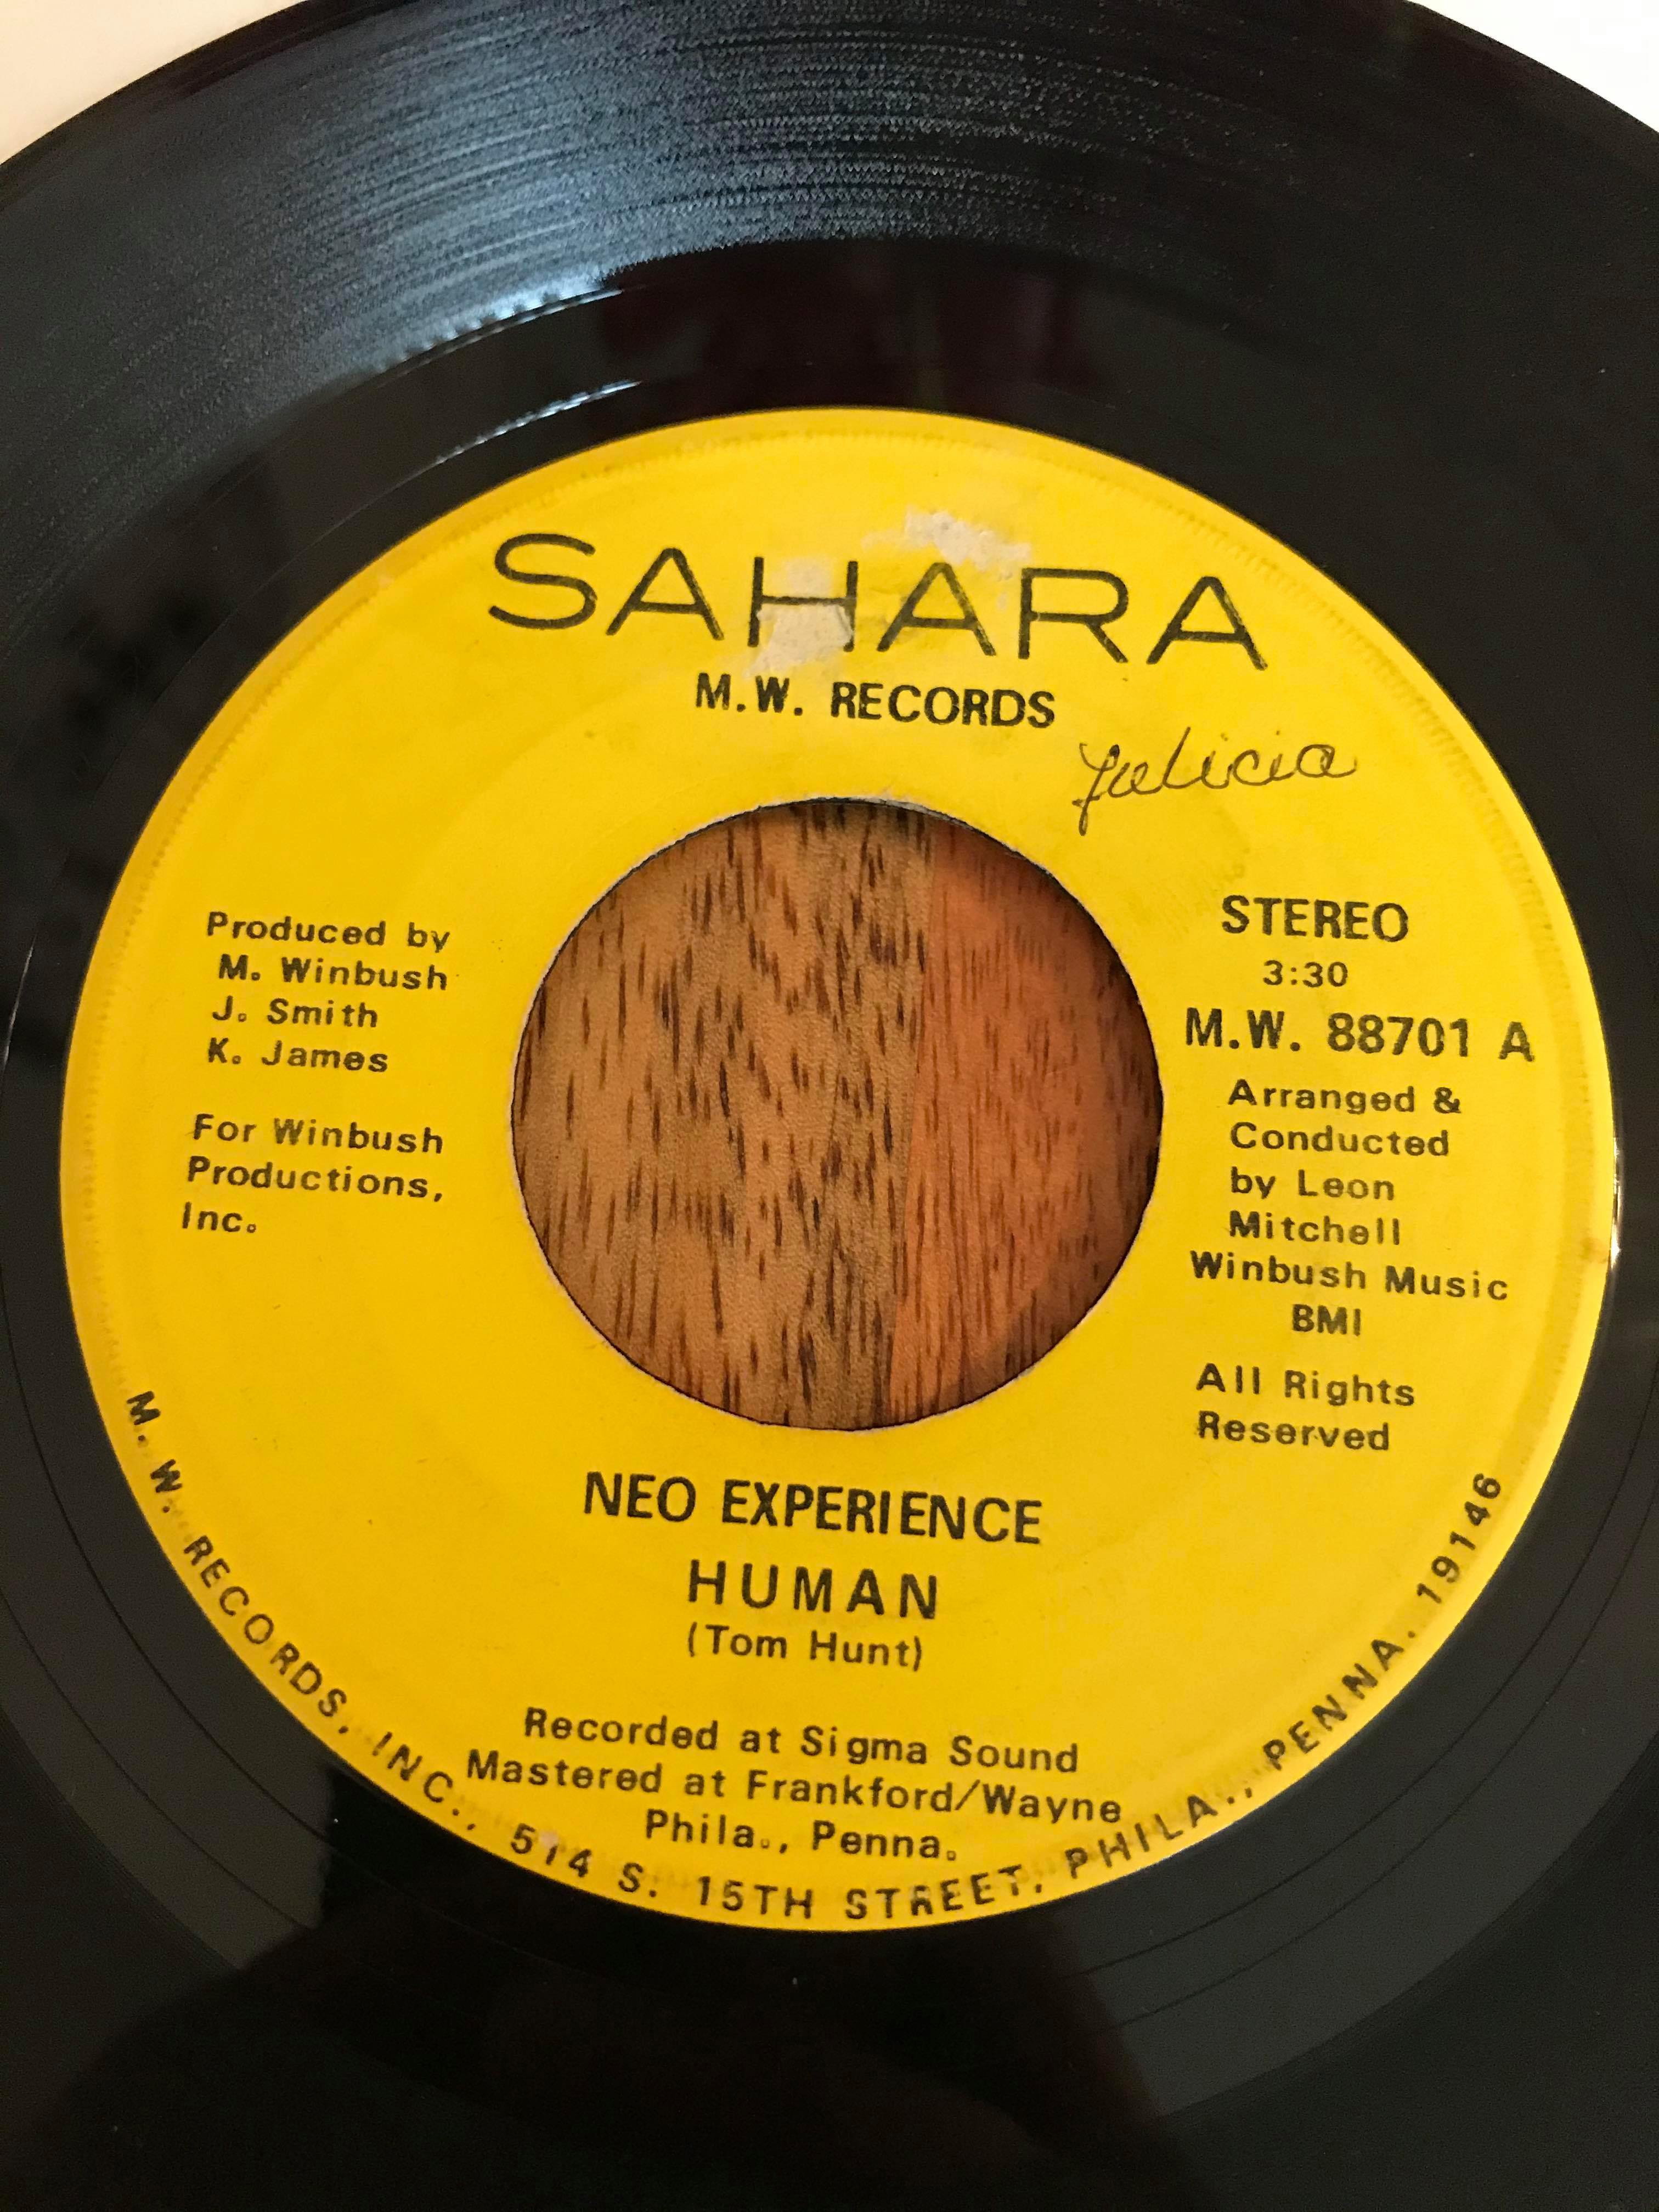 SAHARA
M.W. RECORDS
Felicia
Produced by
M. Winbush
J. Smith
K. James
For Winbush
Productions,
Inc.
STEREO
3:30
M.W. 88701 A
Arranged &
Conducted
by Leon
Mitchell
Winbush Music
BMI
All Rights
Reserved
NEO EXPERIENCE
HUMAN
(Tom Hunt)
Recorded at Sigma Sound
Mastered at Frankford/Wayne
Phila., Penna.
M. W. RECORDS, INC., 514 S. 15TH STREET, PHILA., PENNA. 19146